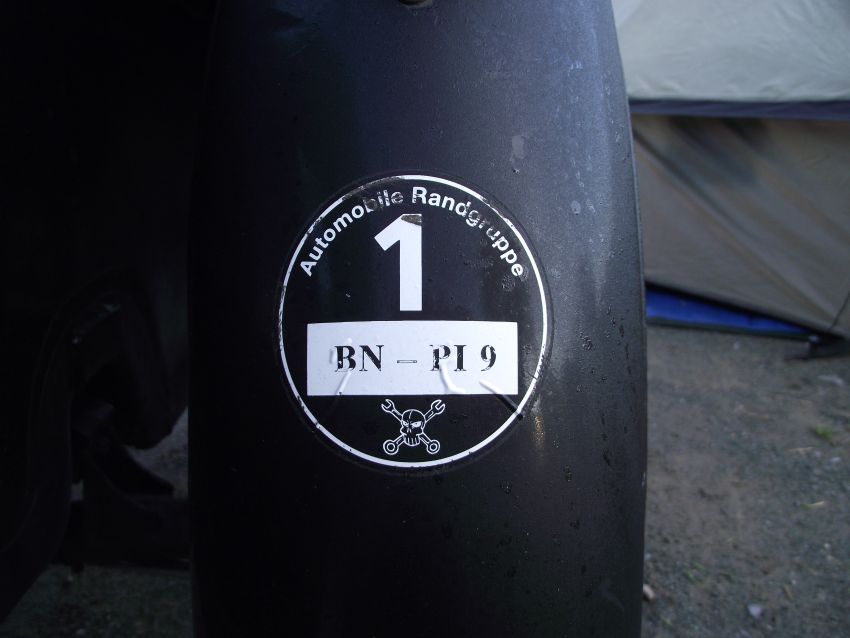 Automobile Randgruppe
1
BN - PI 9